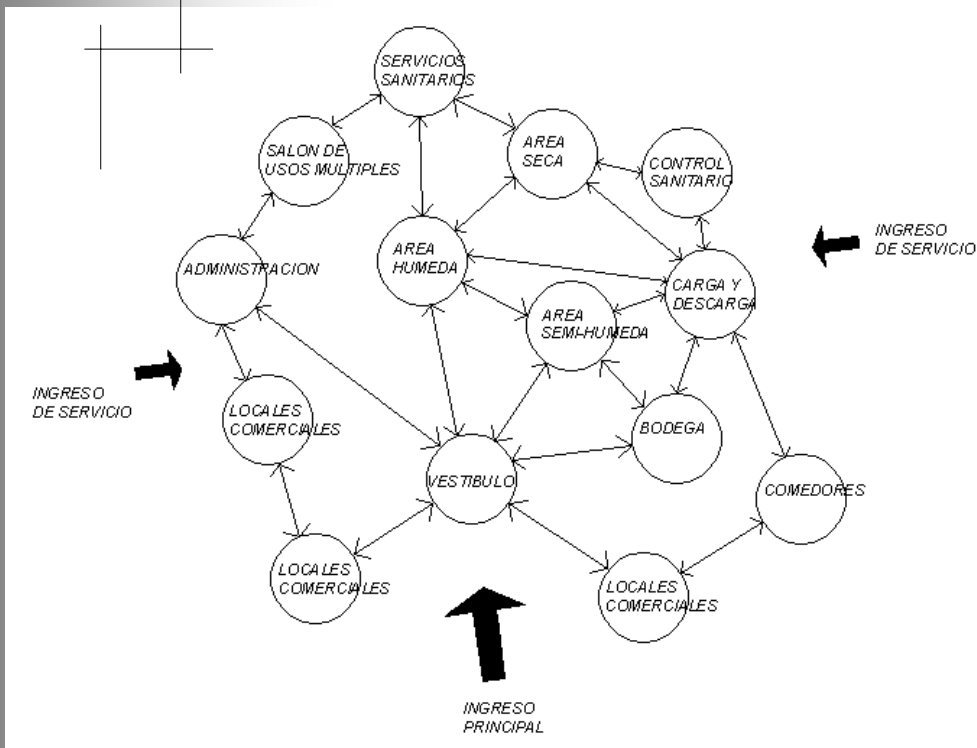 SERVICIOS
SANITARIOS
AREA
SECA
SALON DE
USOS MULTIPLES
CONTROL
SANITARIO
INGRESO
DE SERVICIO
ADMINISTRACION
AREA
HUMEDA
CARGA Y
DESCARGA
AREA
SEMI-HUMEDA
INGRESO
DE SERVICIO
LOCALES
COMERCIALES
BODEGA
VESTIBULO
COMEDORES
LOCALES
COMERCIALES
LOCALES
COMERCIALES
INGRESO
PRINCIPAL